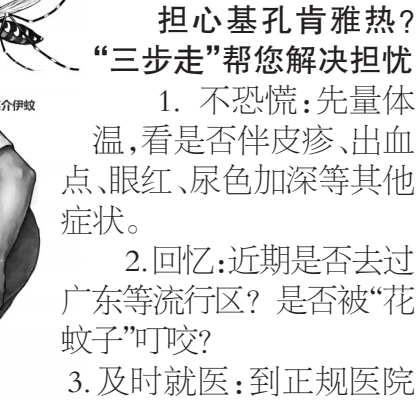 担心基孔肯雅热?
“三步走”帮您解决担忧
介伊蚊
1. 不恐慌:先量体
温,看是否伴皮疹、出血
点、眼红、尿色加深等其他
症状。
2.回忆:近期是否去过
广东等流行区? 是否被“花
蚊子”叮咬?
3. 及时就医:到正规医院